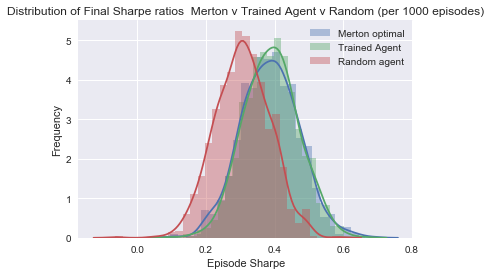 Distribution of Final Sharpe ratios  Merton v Trained Agent v Random (per 1000 episodes)
Merton optimal
Trained Agent
Random agent
5
4
3
2
1
0
Frequency
0.0 0.2 0.4 0.6 0.8
Episode Sharpe